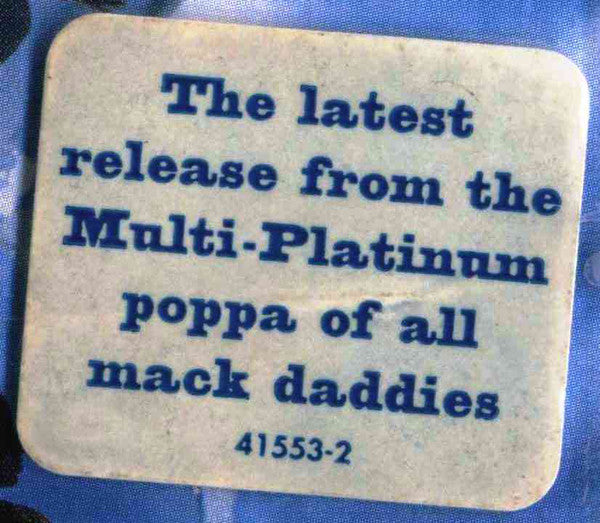 The latest
release from the
Multi-Platinum
poppa of all
mack daddies
41553-2